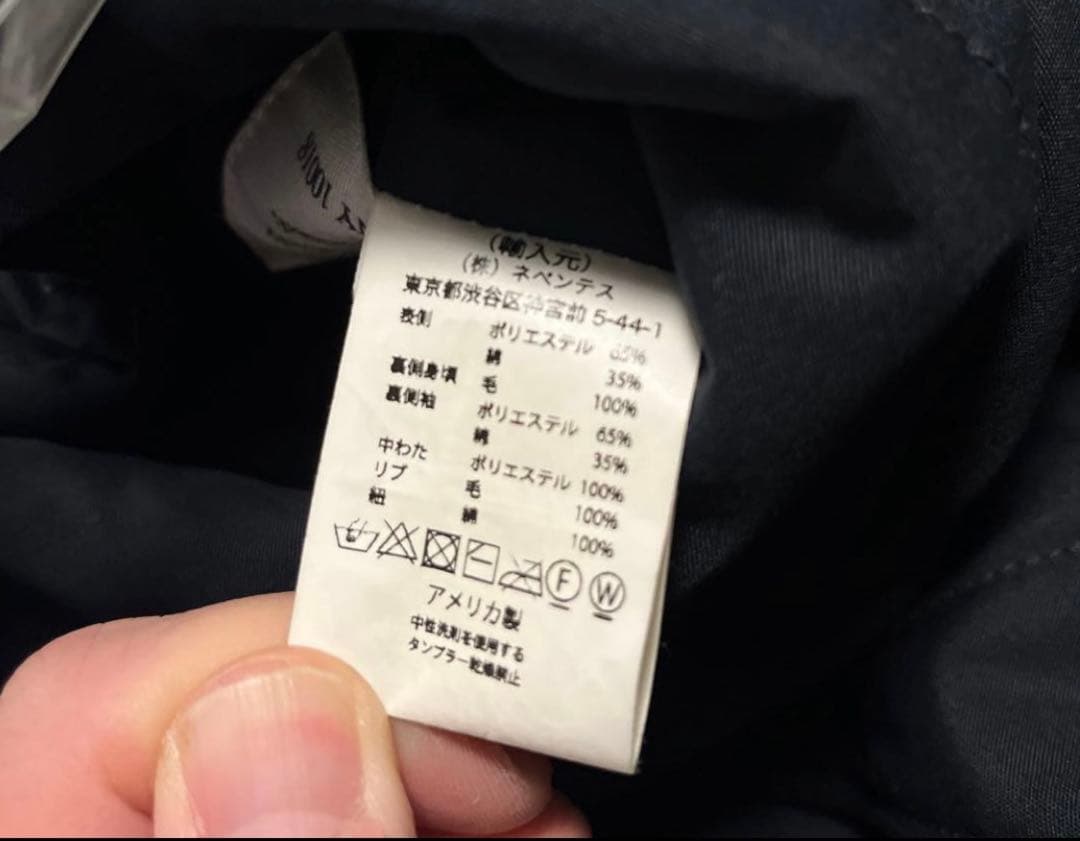 (輸入元)
(株) ネペンテス
東京都渋谷区神宮前 5-44-1
表側 ポリエステル 65%
綿 35%
裏側身頃 毛 100%
裏側袖 ポリエステル 65%
綿 35%
中わた ポリエステル 100%
リブ 毛 100%
紐 綿 100%
F W
アメリカ製
中性洗剤を使用する
タンブラー乾燥禁止